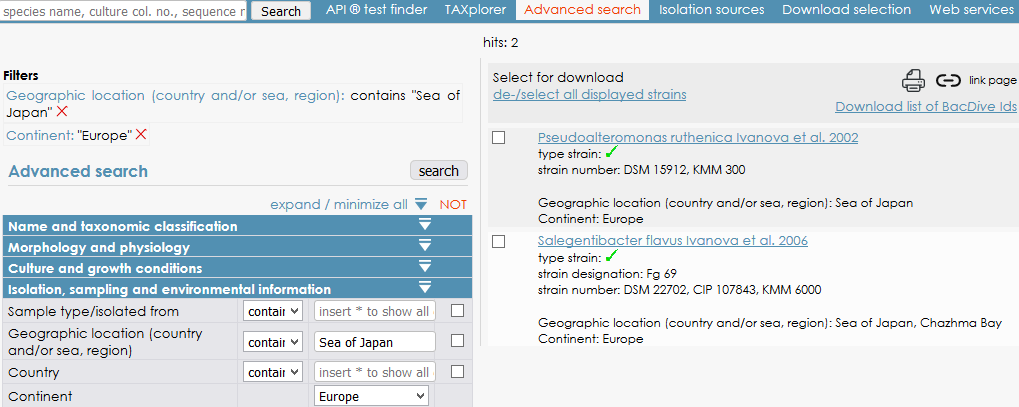 species name, culture col. no., sequence r Search API ® test finder TAXplorer Advanced search Isolation sources Download selection Web services
hits: 2
Filters
Geographic location (country and/or sea, region): contains "Sea of
Japan"
Continent: "Europe"
Advanced search search
expand / minimize all NOT
Name and taxonomic classification
Morphology and physiology
Culture and growth conditions
Isolation, sampling and environmental information
Sample type/isolated from contair insert * to show all
Geographic location (country
and/or sea, region) contair Sea of Japan
Country contair insert * to show all
Continent Europe
Select for download
de-/select all displayed strains
link page
Download list of BacDive Ids
Pseudoalteromonas ruthenica Ivanova et al. 2002
type strain:
strain number: DSM 15912, KMM 300
Geographic location (country and/or sea, region): Sea of Japan
Continent: Europe
Salegentibacter flavus Ivanova et al. 2006
type strain:
strain designation: Fg 69
strain number: DSM 22702, CIP 107843, KMM 6000
Geographic location (country and/or sea, region): Sea of Japan, Chazhma Bay
Continent: Europe